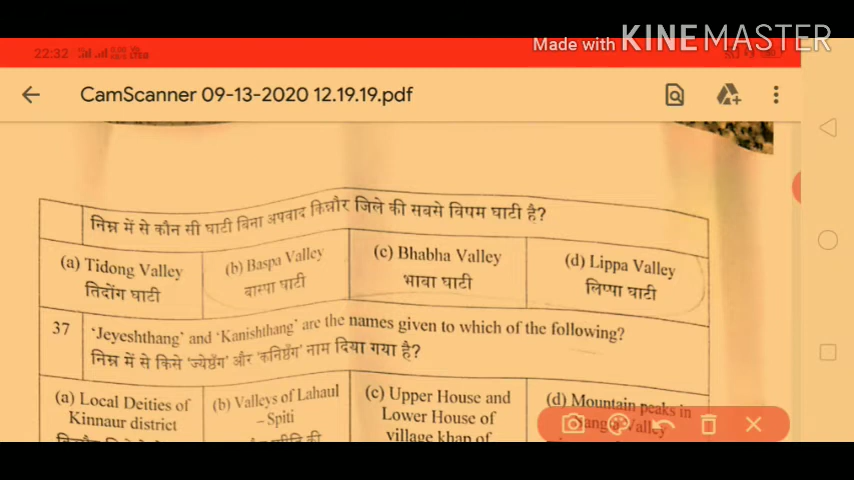 Made with KINEMASTER
22:32
CamScanner 09-13-2020 12.19.19.pdf
निम्न में से कौन सी घाटी बिना अपवाद किन्नौर जिले की सबसे विषम घाटी है?
(a) Tidong Valley
तिदोंग घाटी
(b) Baspa Valley
वास्पा घाटी
(c) Bhabha Valley
भाबा घाटी
(d) Lippa Valley
लिप्पा घाटी
37 'Jeyeshthang' and 'Kanishthang' are the names given to which of the following?
निम्न में से किसे 'ज्येष्ठँग' और 'कनिष्ठँग' नाम दिया गया है?
(a) Local Deities of
Kinnaur district
(b) Valleys of Lahaul
– Spiti
(c) Upper House and
Lower House of
village khan of
(d) Mountain peaks in
Valley